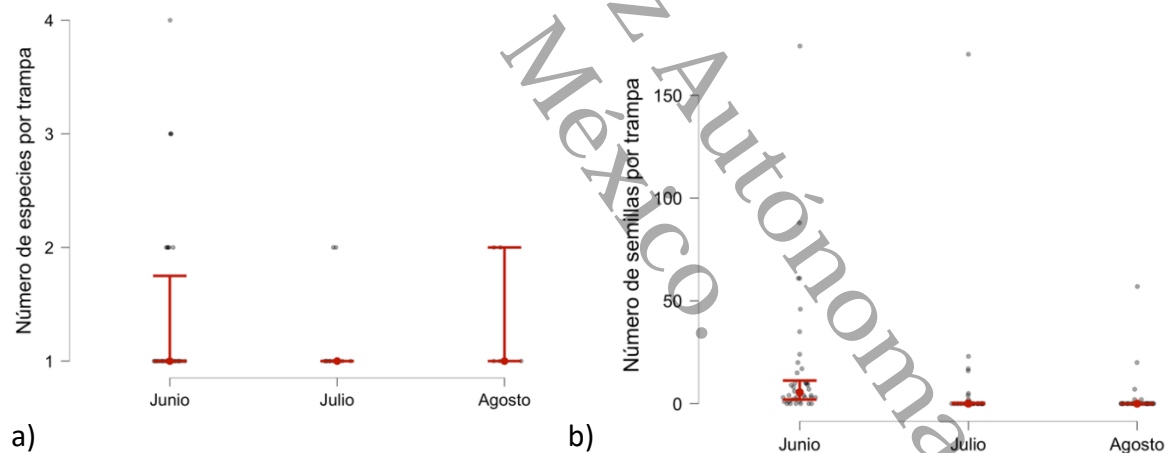 Número de especies por trampa
4
3
2
1
Junio
Julio
Agosto
a)
Número de semillas por trampa
150
100
50
0
Junio
Julio
Agosto
b)
z Autónoma
México.